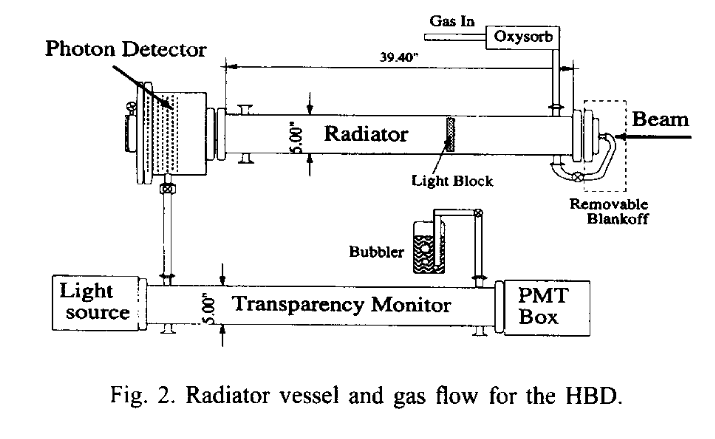 Gas In
Oxysorb
Photon Detector
39.40"
5.00"
Radiator
Beam
Light Block
Removable
Blankoff
Bubbler
Light
source
5.00"
Transparency Monitor
PMT
Box
Fig. 2. Radiator vessel and gas flow for the HBD.